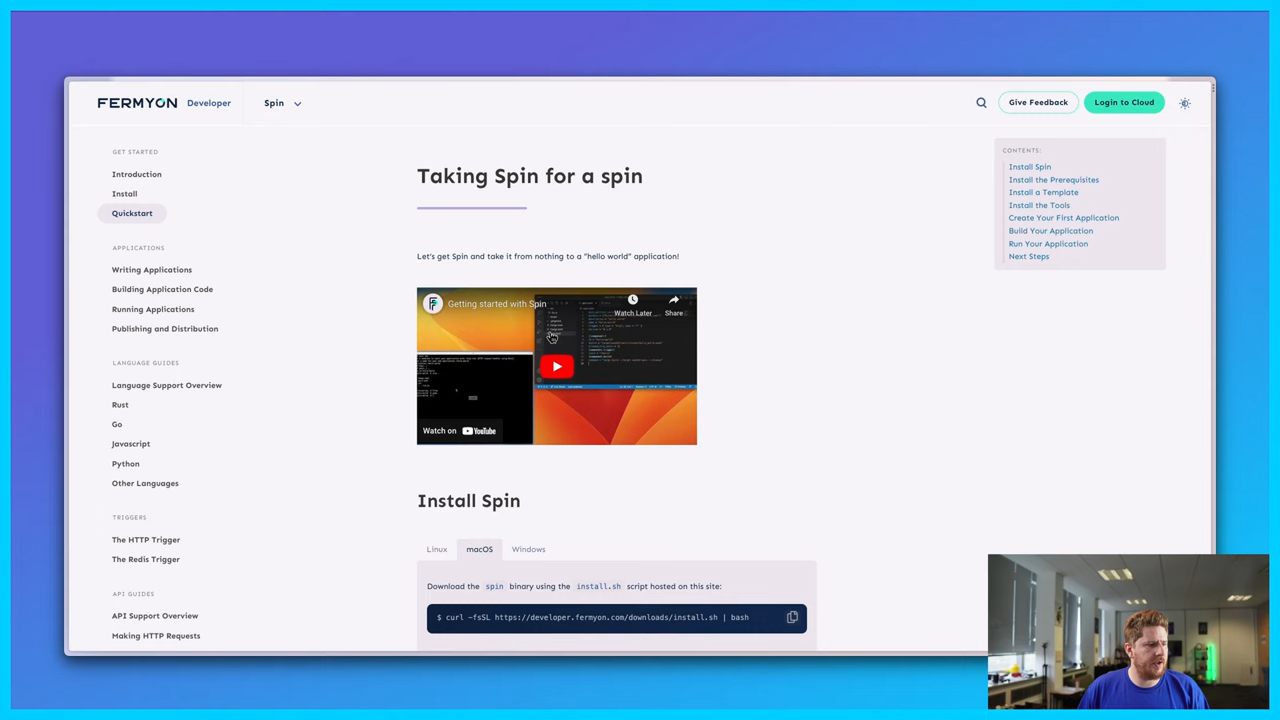 FERMYON Developer
Spin
Give Feedback
Login to Cloud
GET STARTED
Introduction
Install
Quickstart
APPLICATIONS
Writing Applications
Building Application Code
Running Applications
Publishing and Distribution
LANGUAGE GUIDES
Language Support Overview
Rust
Go
Javascript
Python
Other Languages
TRIGGERS
The HTTP Trigger
The Redis Trigger
API GUIDES
API Support Overview
Making HTTP Requests
Taking Spin for a spin
Let's get Spin and take it from nothing to a "hello world" application!
Getting started with Spin
Watch Later
Share
Watch on YouTube
Install Spin
Linux
macOS
Windows
Download the spin binary using the install.sh script hosted on this site:
$ curl -fsSL https://developer.fermyon.com/downloads/install.sh | bash
CONTENTS:
Install Spin
Install the Prerequisites
Install a Template
Install the Tools
Create Your First Application
Build Your Application
Run Your Application
Next Steps